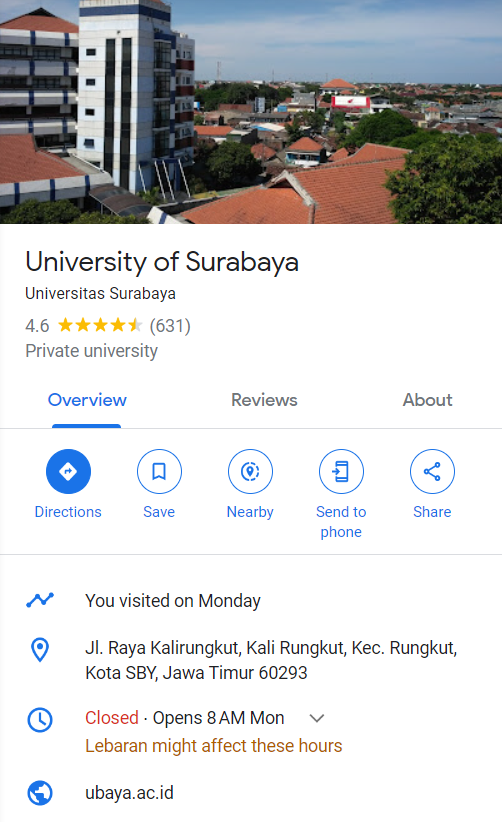 University of Surabaya
Universitas Surabaya
4.6 (631)
Private university
Overview Reviews About
Directions Save Nearby Send to phone Share
You visited on Monday
Jl. Raya Kalirungkut, Kali Rungkut, Kec. Rungkut,
Kota SBY, Jawa Timur 60293
Closed · Opens 8 AM Mon
Lebaran might affect these hours
ubaya.ac.id